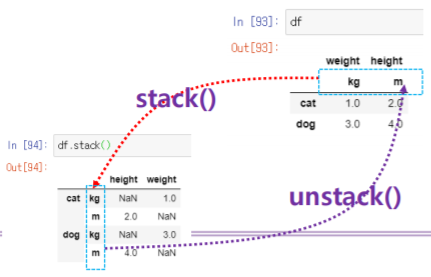 In [93]: df
Out[93]:
weight height
kg m
cat 1.0 2.0
dog 3.0 4.0
stack()
In [94]: df.stack()
Out[94]:
height weight
cat kg NaN 1.0
m 2.0 NaN
dog kg NaN 3.0
m 4.0 NaN
unstack()